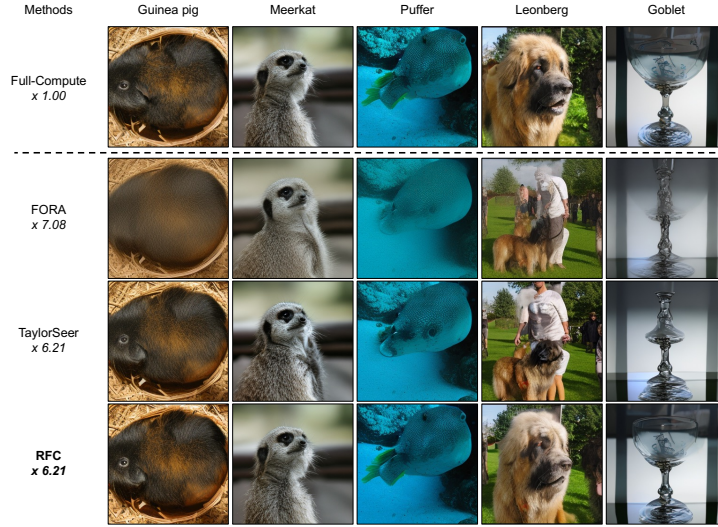 Methods Guinea pig Meerkat Puffer Leonberg Goblet
Full-Compute
x 1.00
FORA
x 7.08
TaylorSeer
x 6.21
RFC
x 6.21